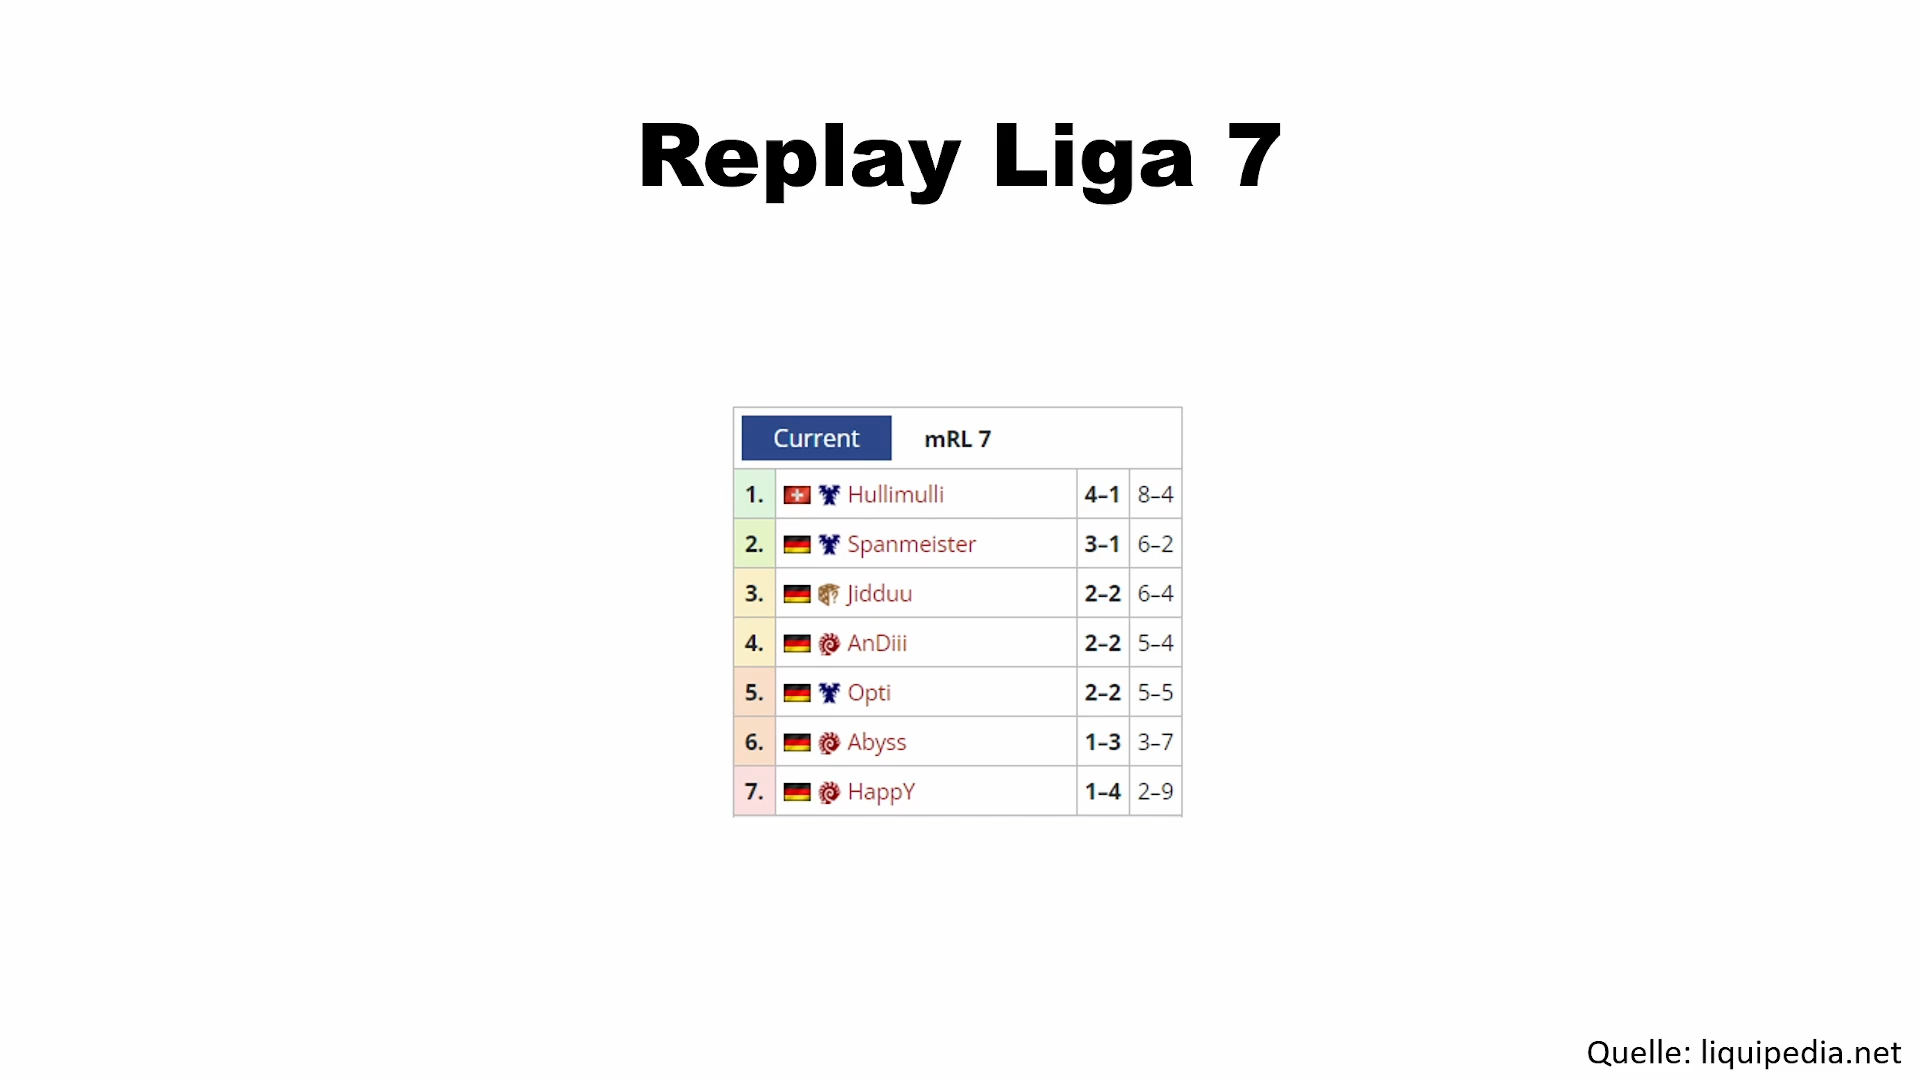 Replay Liga 7
Current mRL 7
1. Hullimulli 4–1 8–4
2. Spanmeister 3–1 6–2
3. Jidduu 2–2 6–4
4. AnDiii 2–2 5–4
5. Opti 2–2 5–5
6. Abyss 1–3 3–7
7. HappY 1–4 2–9
Quelle: liquipedia.net